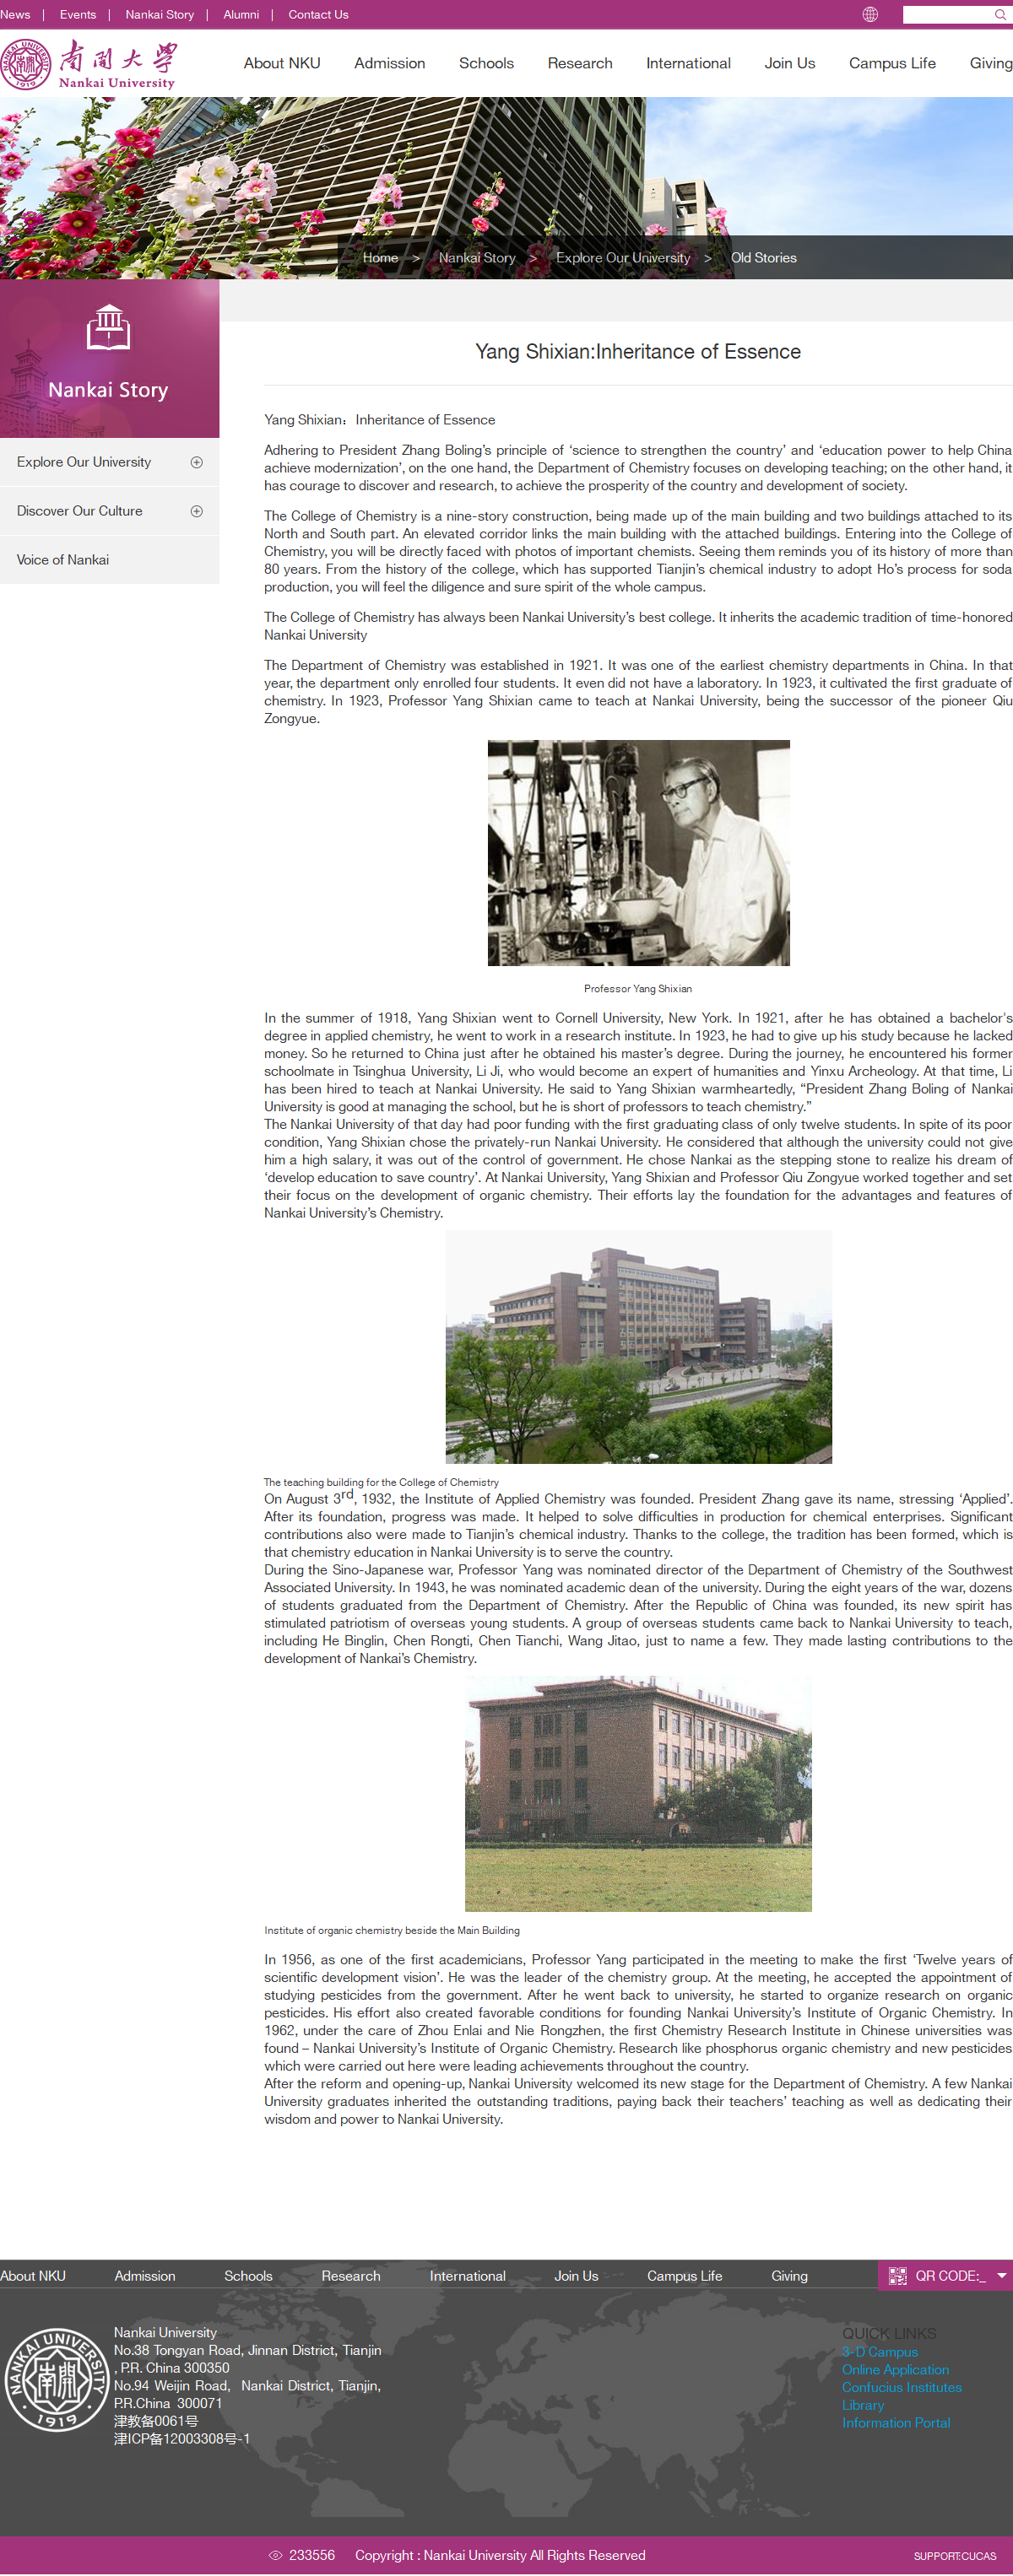 News | Events | Nankai Story | Alumni | Contact Us
NANKAI UNIVERSITY 1919
南開大學
Nankai University
About NKU Admission Schools Research International Join Us Campus Life Giving
Home > Nankai Story > Explore Our University > Old Stories
Nankai Story
Explore Our University
Discover Our Culture
Voice of Nankai
Yang Shixian:Inheritance of Essence
Yang Shixian：Inheritance of Essence
Adhering to President Zhang Boling’s principle of ‘science to strengthen the country’ and ‘education power to help China
achieve modernization’, on the one hand, the Department of Chemistry focuses on developing teaching; on the other hand, it
has courage to discover and research, to achieve the prosperity of the country and development of society.
The College of Chemistry is a nine-story construction, being made up of the main building and two buildings attached to its
North and South part. An elevated corridor links the main building with the attached buildings. Entering into the College of
Chemistry, you will be directly faced with photos of important chemists. Seeing them reminds you of its history of more than
80 years. From the history of the college, which has supported Tianjin’s chemical industry to adopt Ho’s process for soda
production, you will feel the diligence and sure spirit of the whole campus.
The College of Chemistry has always been Nankai University’s best college. It inherits the academic tradition of time-honored
Nankai University
The Department of Chemistry was established in 1921. It was one of the earliest chemistry departments in China. In that
year, the department only enrolled four students. It even did not have a laboratory. In 1923, it cultivated the first graduate of
chemistry. In 1923, Professor Yang Shixian came to teach at Nankai University, being the successor of the pioneer Qiu
Zongyue.
Professor Yang Shixian
In the summer of 1918, Yang Shixian went to Cornell University, New York. In 1921, after he has obtained a bachelor's
degree in applied chemistry, he went to work in a research institute. In 1923, he had to give up his study because he lacked
money. So he returned to China just after he obtained his master’s degree. During the journey, he encountered his former
schoolmate in Tsinghua University, Li Ji, who would become an expert of humanities and Yinxu Archeology. At that time, Li
has been hired to teach at Nankai University. He said to Yang Shixian warmheartedly, “President Zhang Boling of Nankai
University is good at managing the school, but he is short of professors to teach chemistry.”
The Nankai University of that day had poor funding with the first graduating class of only twelve students. In spite of its poor
condition, Yang Shixian chose the privately-run Nankai University. He considered that although the university could not give
him a high salary, it was out of the control of government. He chose Nankai as the stepping stone to realize his dream of
‘develop education to save country’. At Nankai University, Yang Shixian and Professor Qiu Zongyue worked together and set
their focus on the development of organic chemistry. Their efforts lay the foundation for the advantages and features of
Nankai University’s Chemistry.
The teaching building for the College of Chemistry
On August 3rd, 1932, the Institute of Applied Chemistry was founded. President Zhang gave its name, stressing ‘Applied’.
After its foundation, progress was made. It helped to solve difficulties in production for chemical enterprises. Significant
contributions also were made to Tianjin’s chemical industry. Thanks to the college, the tradition has been formed, which is
that chemistry education in Nankai University is to serve the country.
During the Sino-Japanese war, Professor Yang was nominated director of the Department of Chemistry of the Southwest
Associated University. In 1943, he was nominated academic dean of the university. During the eight years of the war, dozens
of students graduated from the Department of Chemistry. After the Republic of China was founded, its new spirit has
stimulated patriotism of overseas young students. A group of overseas students came back to Nankai University to teach,
including He Binglin, Chen Rongti, Chen Tianchi, Wang Jitao, just to name a few. They made lasting contributions to the
development of Nankai’s Chemistry.
Institute of organic chemistry beside the Main Building
In 1956, as one of the first academicians, Professor Yang participated in the meeting to make the first ‘Twelve years of
scientific development vision’. He was the leader of the chemistry group. At the meeting, he accepted the appointment of
studying pesticides from the government. After he went back to university, he started to organize research on organic
pesticides. His effort also created favorable conditions for founding Nankai University’s Institute of Organic Chemistry. In
1962, under the care of Zhou Enlai and Nie Rongzhen, the first Chemistry Research Institute in Chinese universities was
found – Nankai University’s Institute of Organic Chemistry. Research like phosphorus organic chemistry and new pesticides
which were carried out here were leading achievements throughout the country.
After the reform and opening-up, Nankai University welcomed its new stage for the Department of Chemistry. A few Nankai
University graduates inherited the outstanding traditions, paying back their teachers’ teaching as well as dedicating their
wisdom and power to Nankai University.
About NKU Admission Schools Research International Join Us Campus Life Giving QR CODE:_
NANKAI UNIVERSITY 南開 1919
Nankai University
No.38 Tongyan Road, Jinnan District, Tianjin
, P.R. China 300350
No.94 Weijin Road, Nankai District, Tianjin,
P.R.China 300071
津教备0061号
津ICP备12003308号-1
QUICK LINKS
3-D Campus
Online Application
Confucius Institutes
Library
Information Portal
233556 Copyright : Nankai University All Rights Reserved SUPPORT:CUCAS